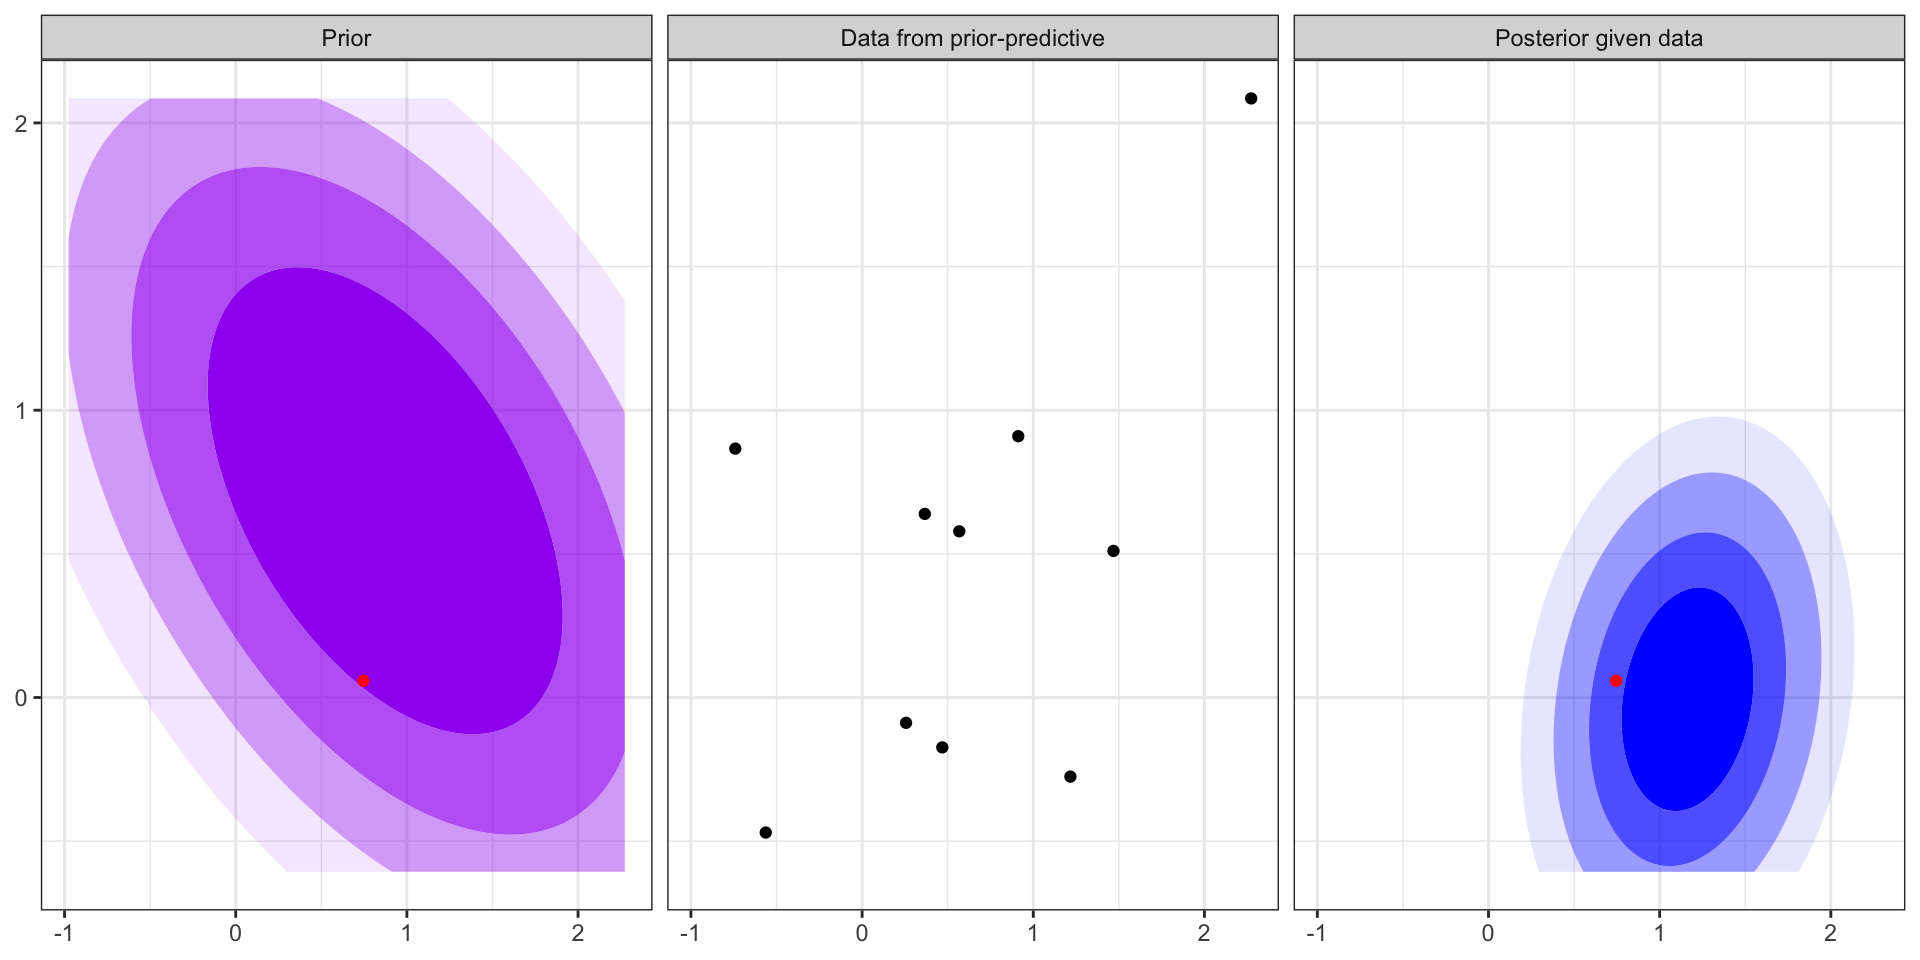 Prior
Data from prior-predictive
Posterior given data
2
1
0
-1 0 1 2
-1 0 1 2
-1 0 1 2